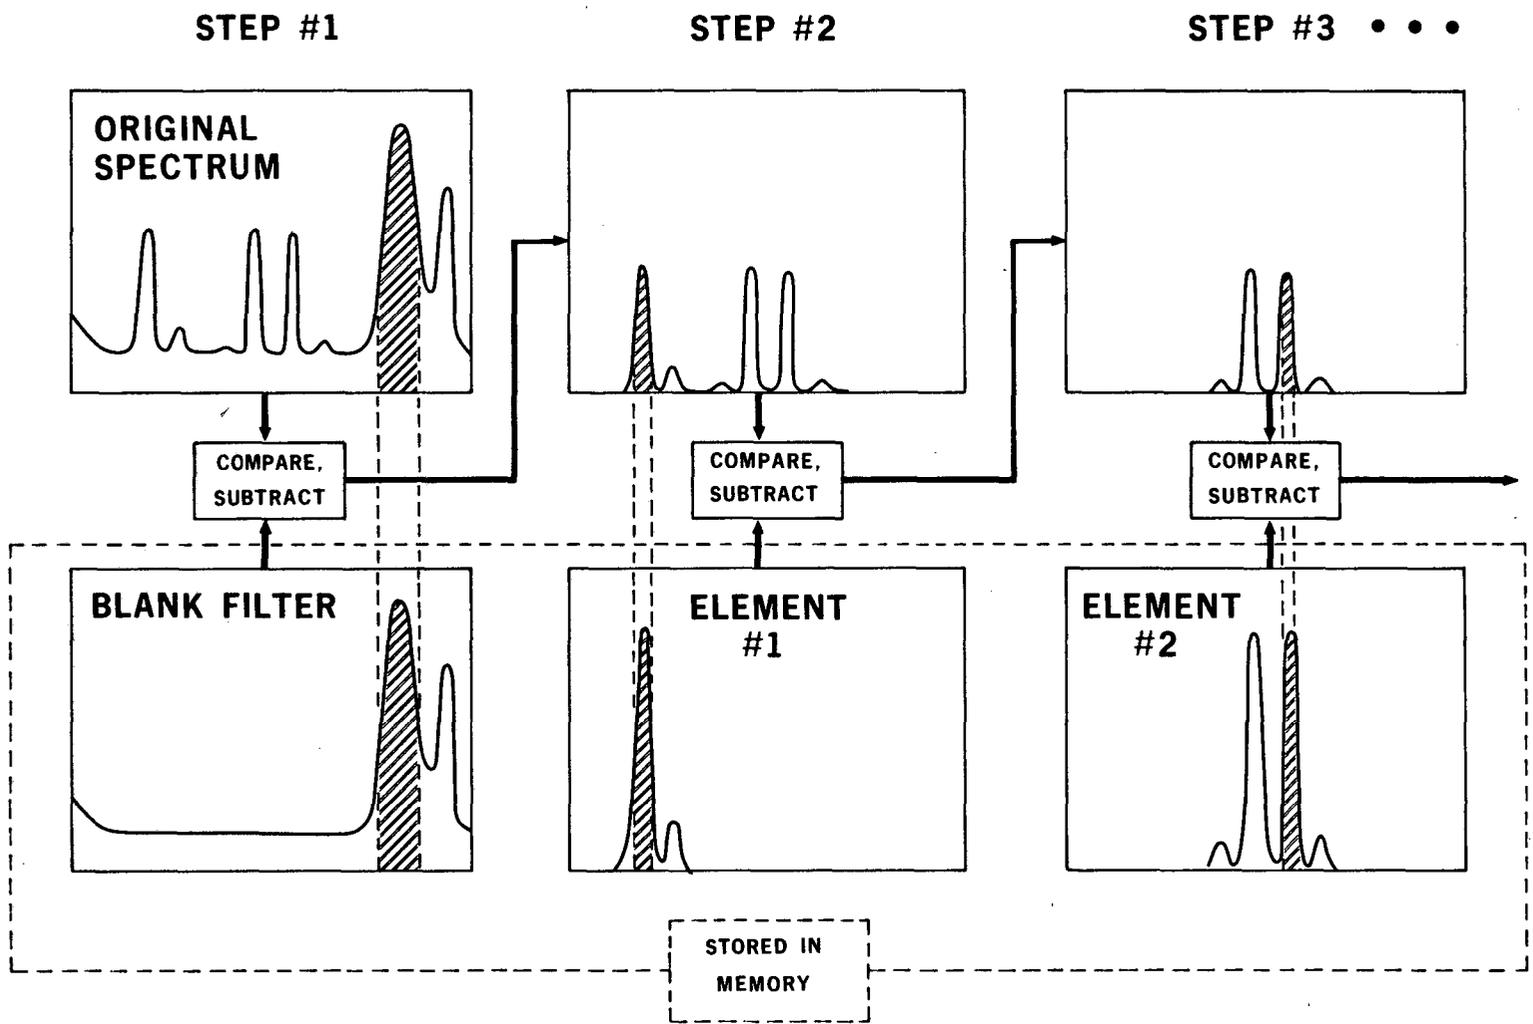 STEP #1
STEP #2
STEP #3 • • •
ORIGINAL
SPECTRUM
COMPARE,
SUBTRACT
COMPARE,
SUBTRACT
COMPARE,
SUBTRACT
BLANK FILTER
ELEMENT
#1
ELEMENT
#2
STORED IN
MEMORY